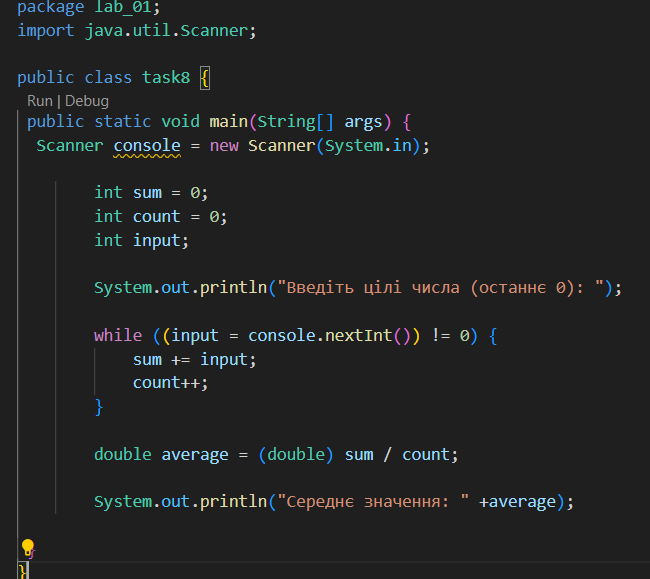 package lab_01;
import java.util.Scanner;
public class task8 {
Run | Debug
public static void main(String[] args) {
Scanner console = new Scanner(System.in);
int sum = 0;
int count = 0;
int input;
System.out.println("Введіть цілі числа (останнє 0): ");
while ((input = console.nextInt()) != 0) {
sum += input;
count++;
}
double average = (double) sum / count;
System.out.println("Середнє значення: " +average);
}
}